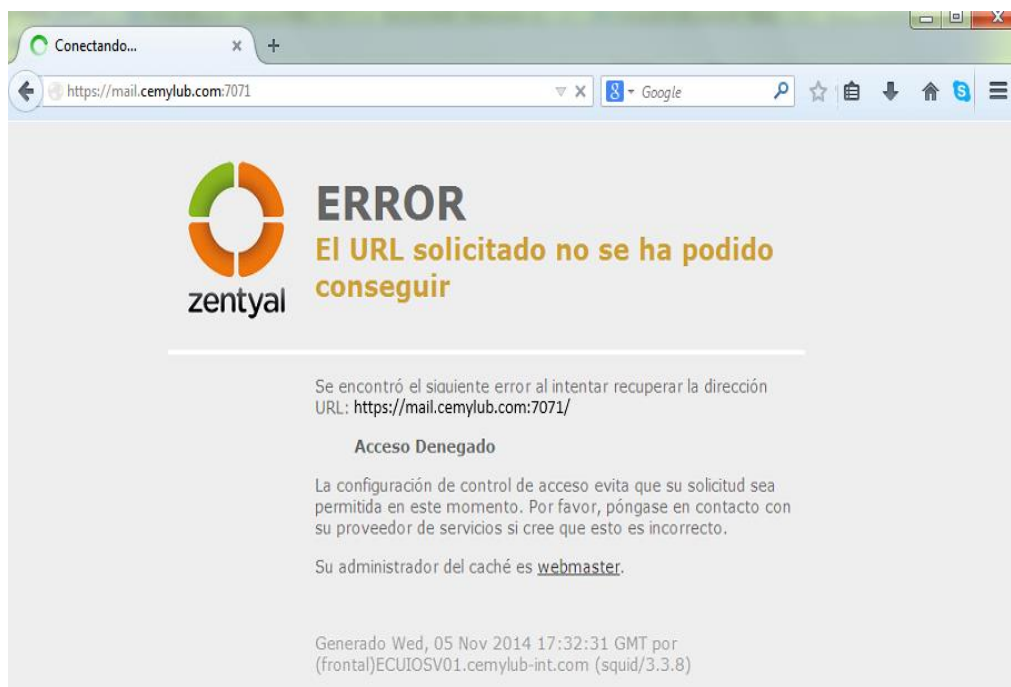 Conectando...
https://mail.cemylub.com:7071
Google
zentyal
ERROR
El URL solicitado no se ha podido
conseguir
Se encontró el siguiente error al intentar recuperar la dirección
URL: https://mail.cemylub.com:7071/
Acceso Denegado
La configuración de control de acceso evita que su solicitud sea
permitida en este momento. Por favor, póngase en contacto con
su proveedor de servicios si cree que esto es incorrecto.
Su administrador del caché es webmaster.
Generado Wed, 05 Nov 2014 17:32:31 GMT por
(frontal)ECUIOSV01.cemylub-int.com (squid/3.3.8)